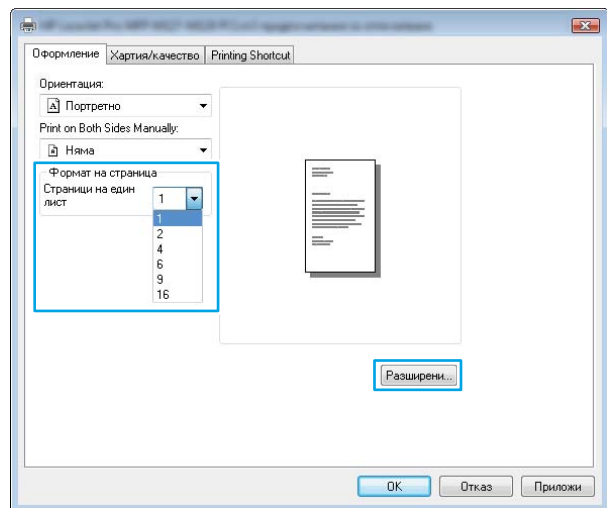 Оформление Хартия/качество Printing Shortcut
Ориентация:
Портретно
Print on Both Sides Manually:
Няма
Формат на страница
Страници на един
лист
1
1
2
4
6
9
16
Разширени...
OK Отказ Приложи